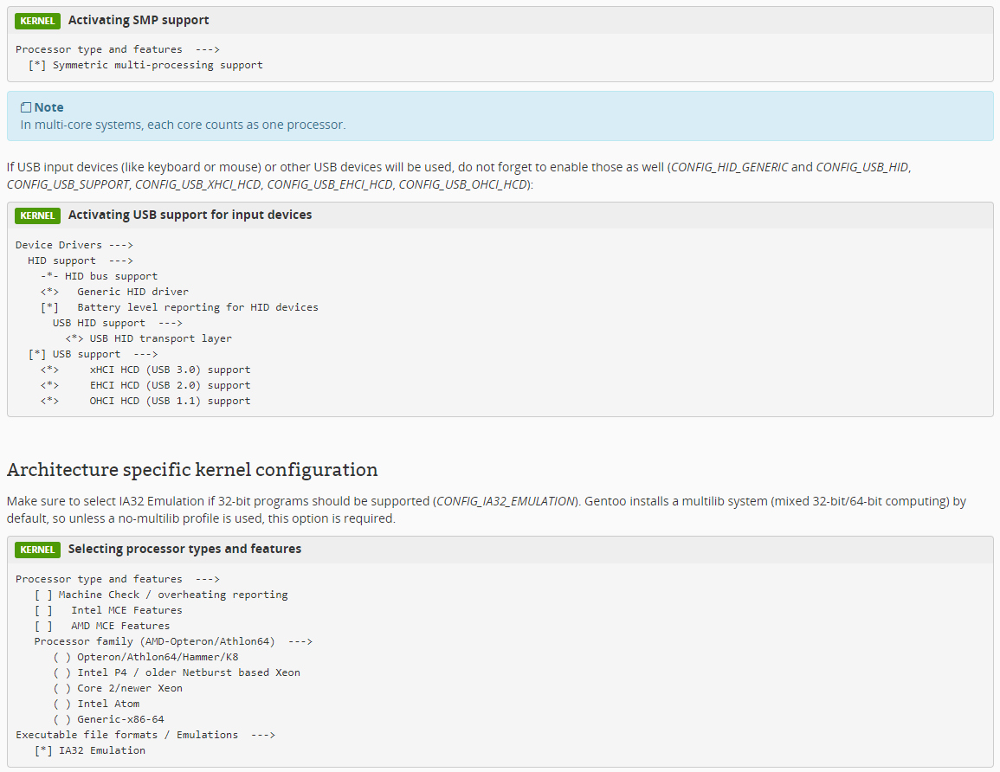 KERNEL Activating SMP support
Processor type and features  --->
  [*] Symmetric multi-processing support
Note
In multi-core systems, each core counts as one processor.
If USB input devices (like keyboard or mouse) or other USB devices will be used, do not forget to enable those as well (CONFIG_HID_GENERIC and CONFIG_USB_HID,
CONFIG_USB_SUPPORT, CONFIG_USB_XHCI_HCD, CONFIG_USB_EHCI_HCD, CONFIG_USB_OHCI_HCD):
KERNEL Activating USB support for input devices
Device Drivers --->
  HID support  --->
    -*- HID bus support
    <*>   Generic HID driver
    [*]   Battery level reporting for HID devices
      USB HID support  --->
        <*> USB HID transport layer
  [*] USB support  --->
    <*>     xHCI HCD (USB 3.0) support
    <*>     EHCI HCD (USB 2.0) support
    <*>     OHCI HCD (USB 1.1) support
Architecture specific kernel configuration
Make sure to select IA32 Emulation if 32-bit programs should be supported (CONFIG_IA32_EMULATION). Gentoo installs a multilib system (mixed 32-bit/64-bit computing) by
default, so unless a no-multilib profile is used, this option is required.
KERNEL Selecting processor types and features
Processor type and features  --->
   [ ] Machine Check / overheating reporting
   [ ]   Intel MCE Features
   [ ]   AMD MCE Features
   Processor family (AMD-Opteron/Athlon64)  --->
      ( ) Opteron/Athlon64/Hammer/K8
      ( ) Intel P4 / older Netburst based Xeon
      ( ) Core 2/newer Xeon
      ( ) Intel Atom
      ( ) Generic-x86-64
Executable file formats / Emulations  --->
   [*] IA32 Emulation